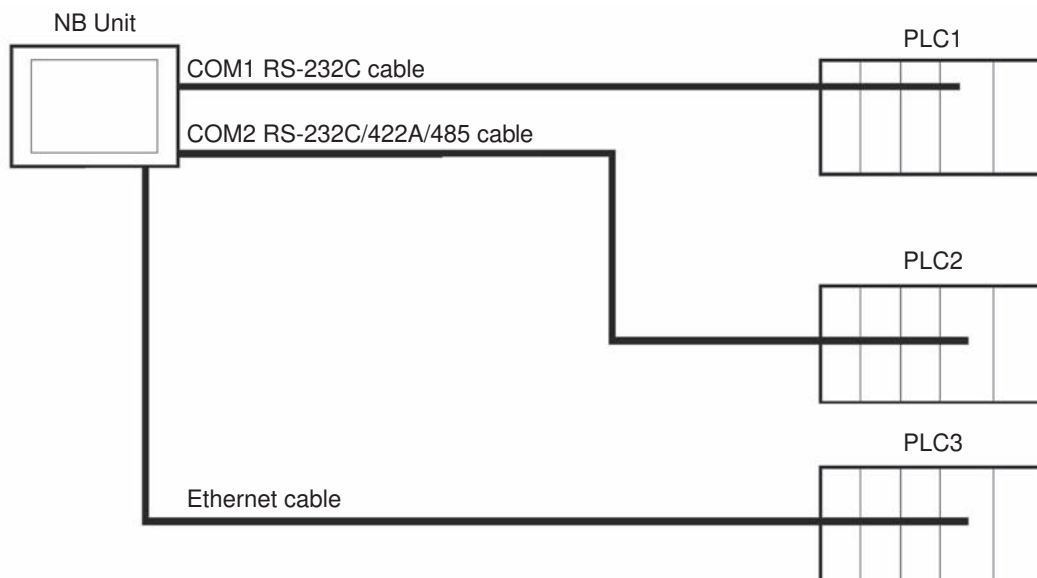 NB Unit
PLC1
COM1 RS-232C cable
COM2 RS-232C/422A/485 cable
PLC2
PLC3
Ethernet cable